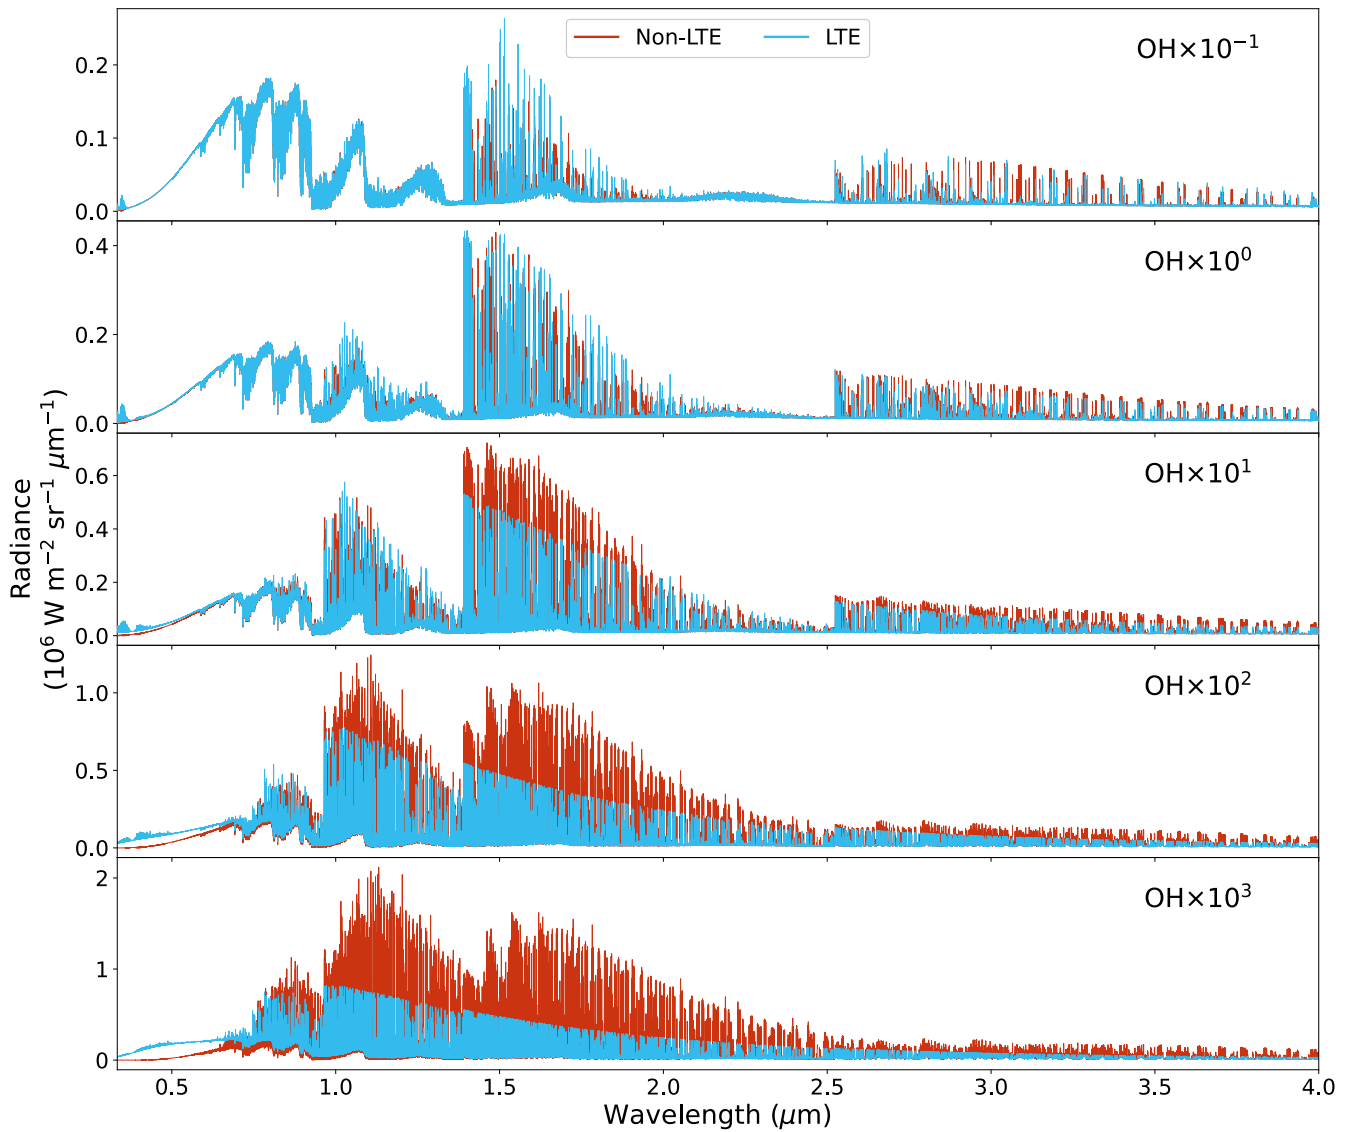 Non-LTE LTE
OH×10⁻¹
0.2
0.1
0.0
OH×10⁰
0.4
0.2
0.0
OH×10¹
0.6
0.4
0.2
0.0
Radiance
(10⁶ W m⁻² sr⁻¹ μm⁻¹)
OH×10²
1.0
0.5
0.0
OH×10³
2
1
0
0.5 1.0 1.5 2.0 2.5 3.0 3.5 4.0
Wavelength (μm)